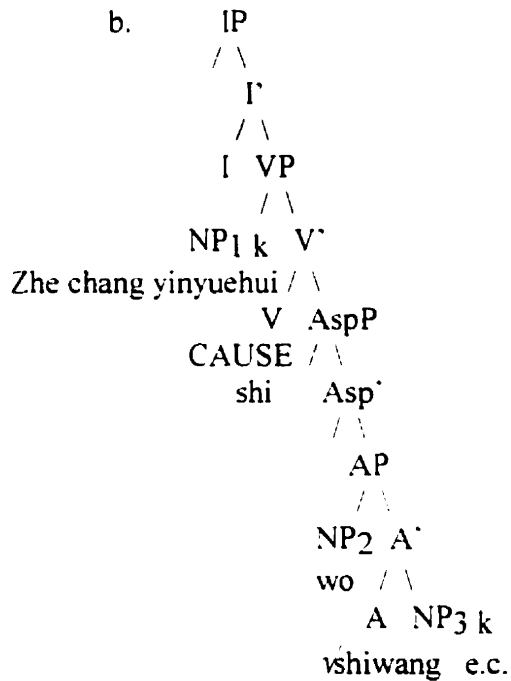 b. IP
I'
I VP
NP1 k V'
Zhe chang yinyuehui
V AspP
CAUSE
shi Asp'
AP
NP2 A'
wo
A NP3 k
√shiwang e.c.